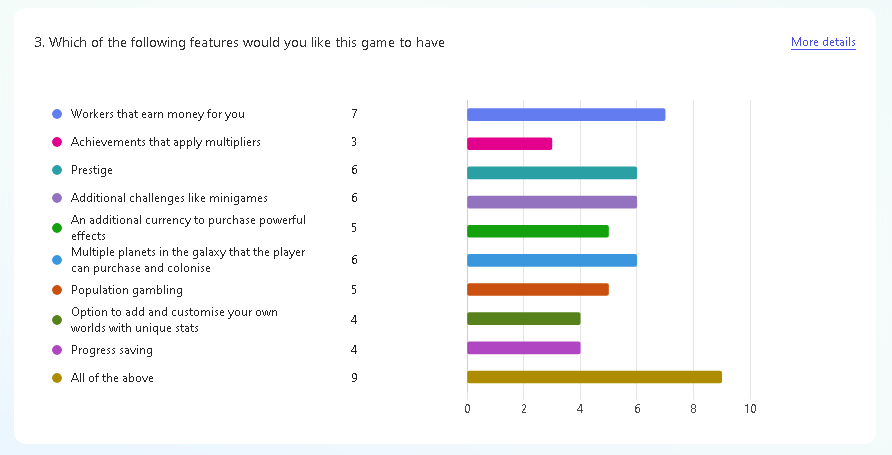 3. Which of the following features would you like this game to have
More details
Workers that earn money for you 7
Achievements that apply multipliers 3
Prestige 6
Additional challenges like minigames 6
An additional currency to purchase powerful
effects 5
Multiple planets in the galaxy that the player
can purchase and colonise 6
Population gambling 5
Option to add and customise your own
worlds with unique stats 4
Progress saving 4
All of the above 9
0 2 4 6 8 10